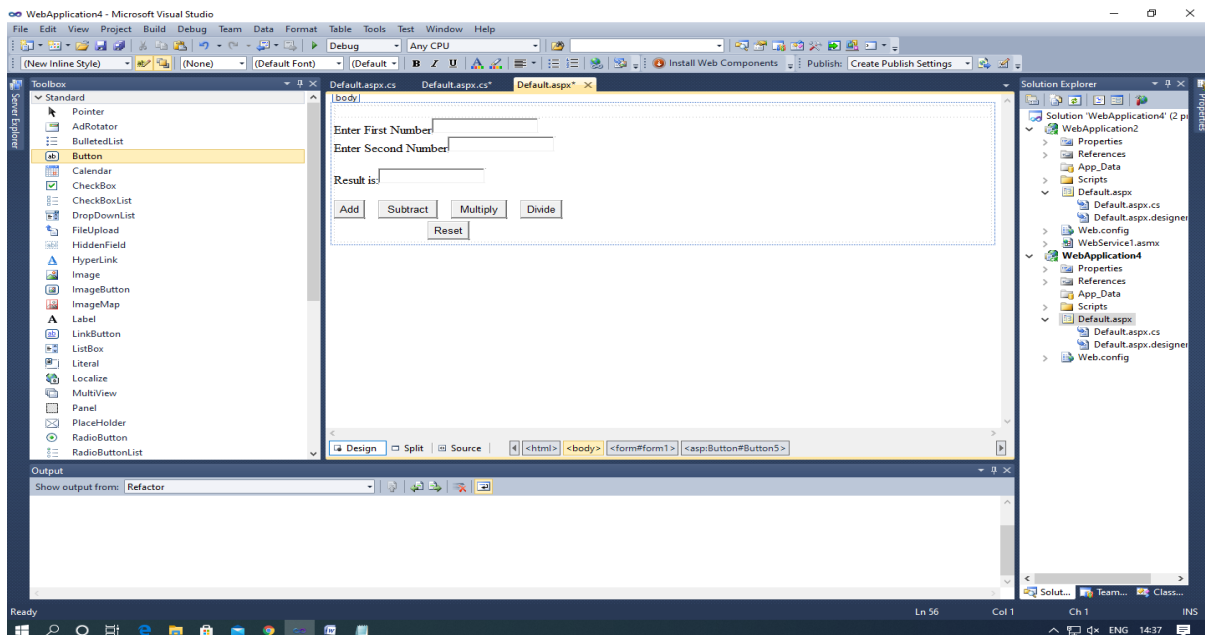 WebApplication4 - Microsoft Visual Studio
File Edit View Project Build Debug Team Data Format Table Tools Test Window Help
Debug Any CPU
(New Inline Style) (None) (Default Font) (Default B I U A Install Web Components Publish: Create Publish Settings
Server Explorer
Toolbox
Standard
Pointer
AdRotator
BulletedList
Button
Calendar
CheckBox
CheckBoxList
DropDownList
FileUpload
HiddenField
HyperLink
Image
ImageButton
ImageMap
Label
LinkButton
ListBox
Literal
Localize
MultiView
Panel
PlaceHolder
RadioButton
RadioButtonList
Default.aspx.cs Default.aspx.cs* Default.aspx*
body
Enter First Number
Enter Second Number
Result is:
Add Subtract Multiply Divide
Reset
Design Split Source <html> <body> <form#form1> <asp:Button#Button5>
Solution Explorer
Solution 'WebApplication4' (2 pr
WebApplication2
Properties
References
App_Data
Scripts
Default.aspx
Default.aspx.cs
Default.aspx.designer
Web.config
WebService1.asmx
WebApplication4
Properties
References
App_Data
Scripts
Default.aspx
Default.aspx.cs
Default.aspx.designer
Web.config
Solut... Team... Class...
Properties
Output
Show output from: Refactor
Ready Ln 56 Col 1 Ch 1 INS
ENG 14:37